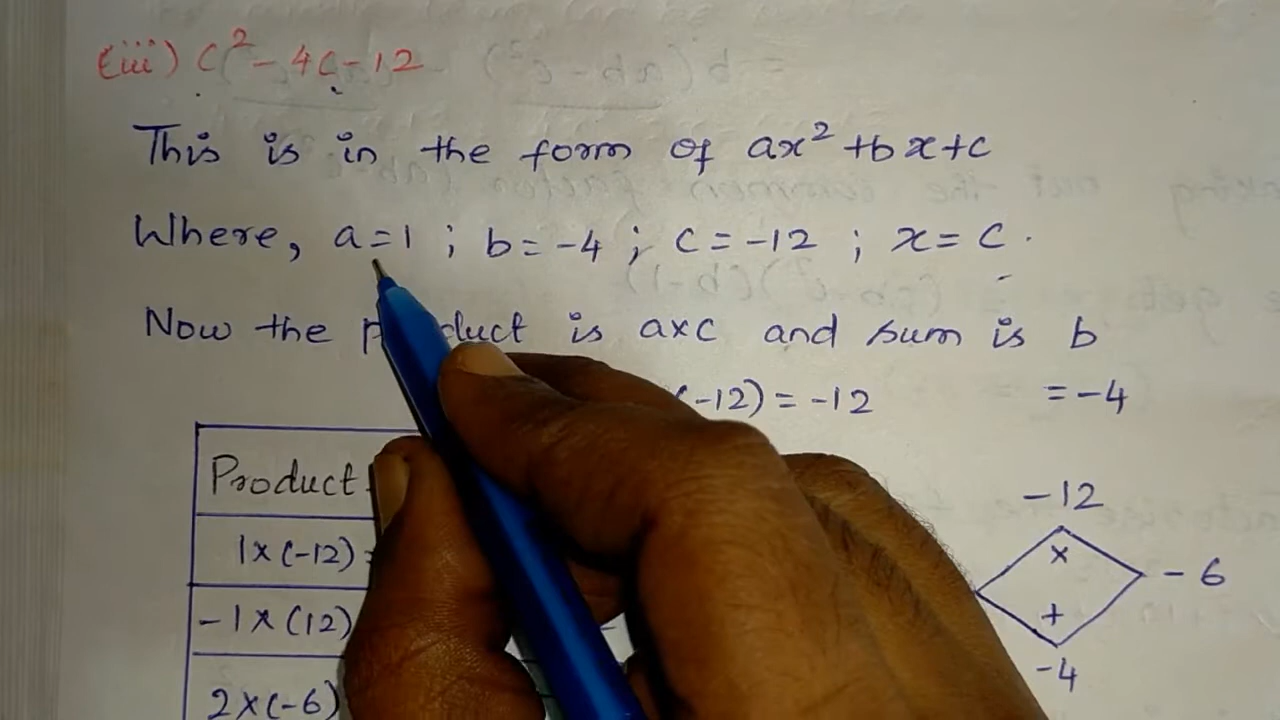 (iii) c² - 4c - 12
This is in the form of ax² + bx + c
Where, a = 1 ; b = -4 ; c = -12 ; x = c .
Now the is a×c and sum is b
(-12) = -12 = -4
Product
1 × (-12)
-1 × (12)
2 × (-6)
-12
×
- 6
+
-4